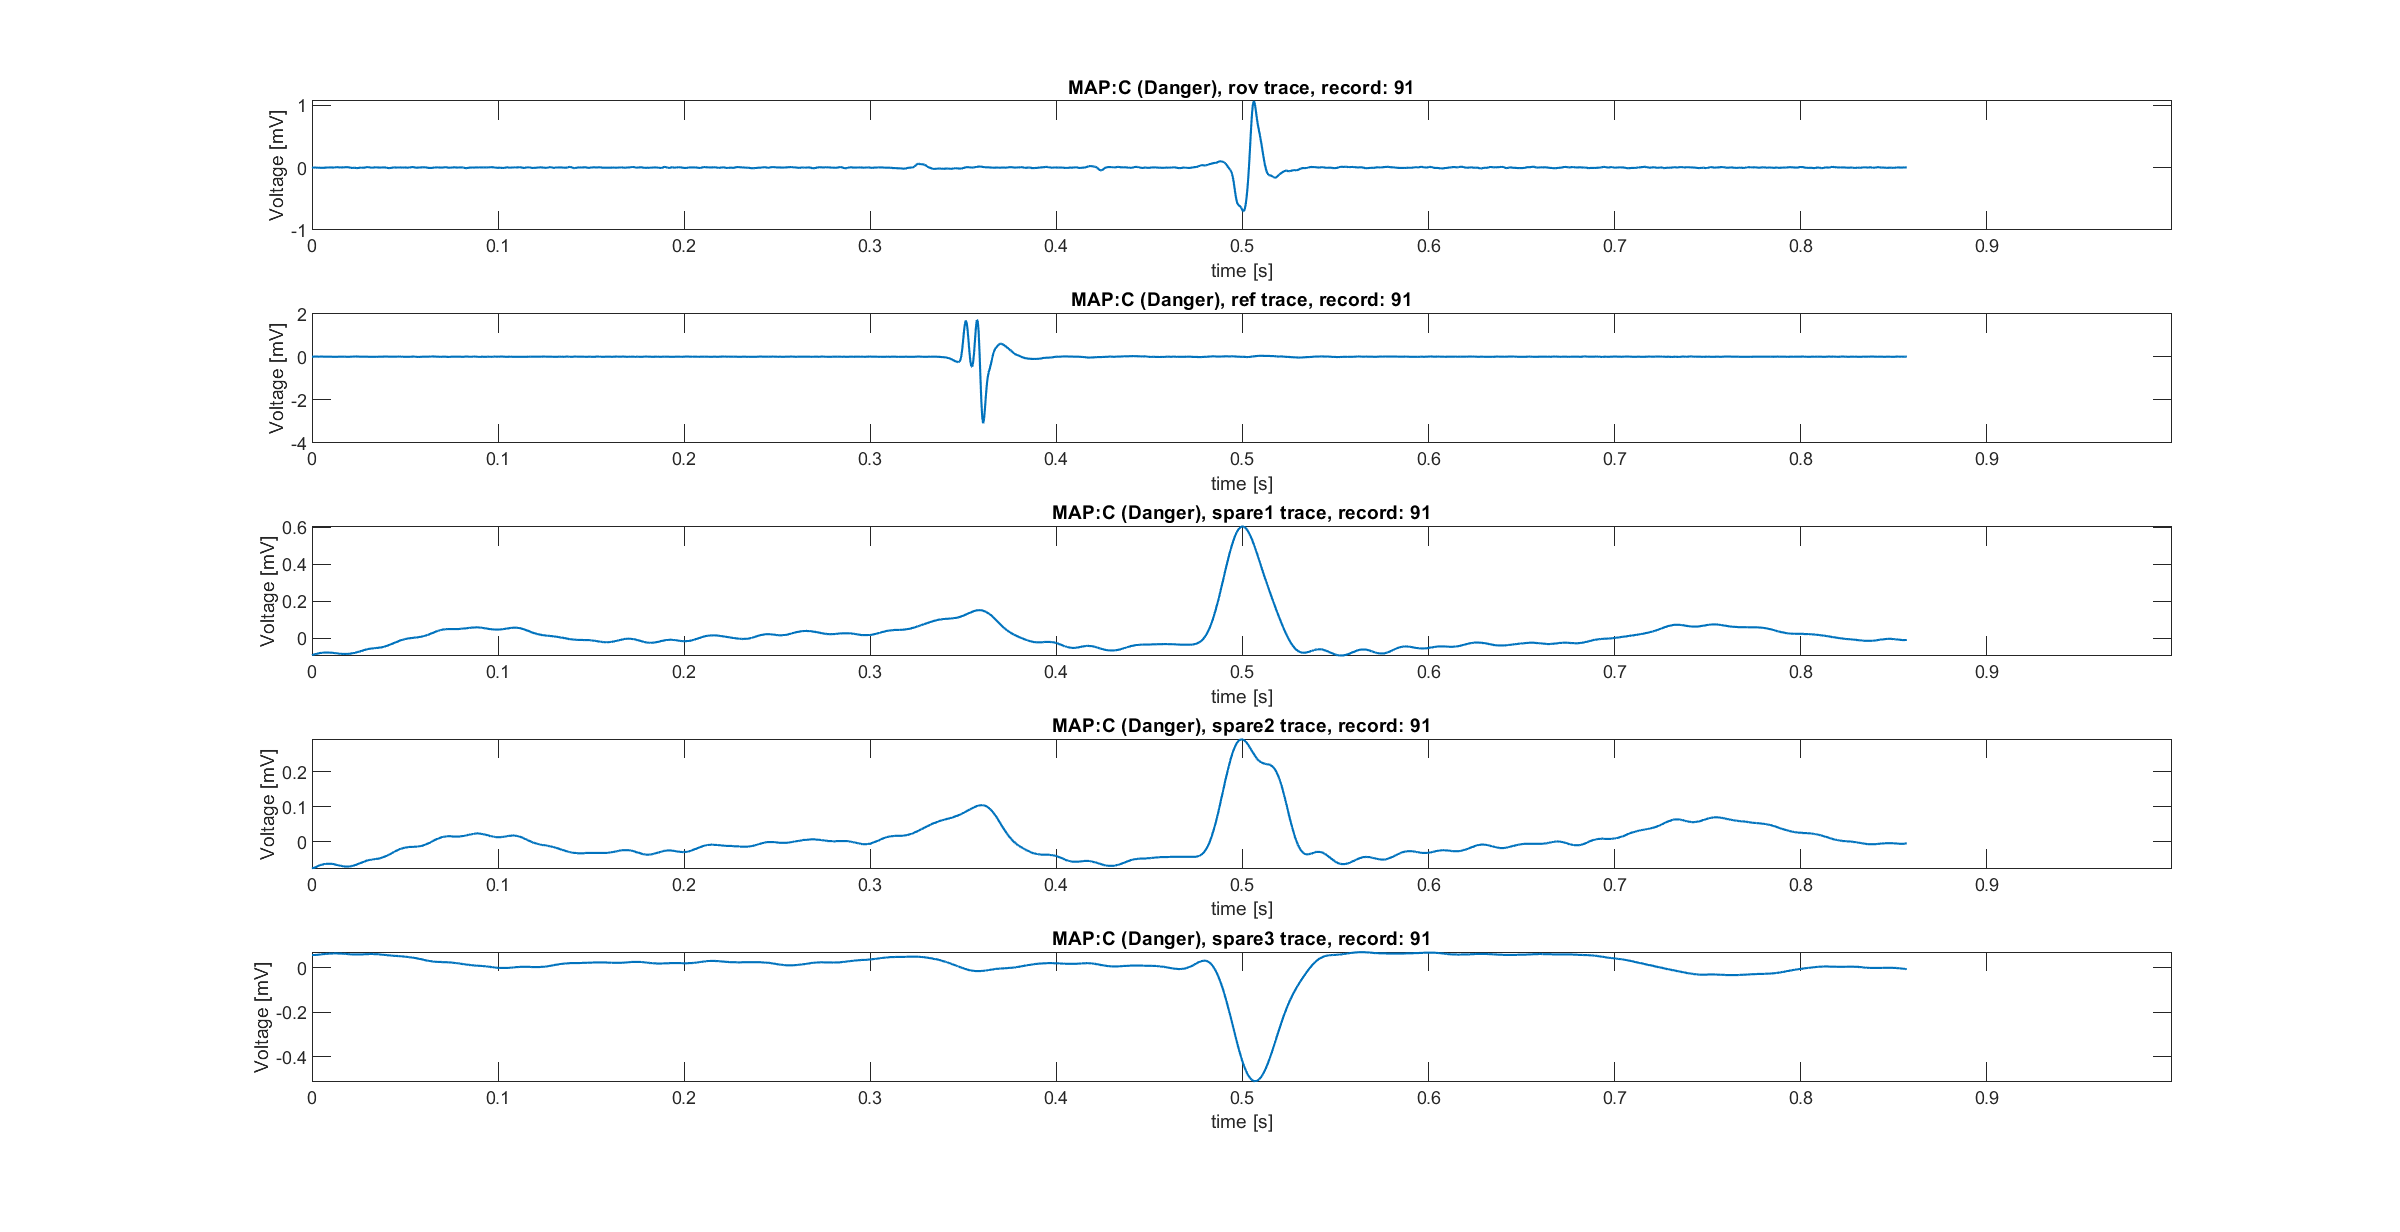 MAP:C (Danger), rov trace, record: 91
Voltage [mV]
1
0
-1
0 0.1 0.2 0.3 0.4 0.5 0.6 0.7 0.8 0.9
time [s]
MAP:C (Danger), ref trace, record: 91
Voltage [mV]
2
0
-2
-4
0 0.1 0.2 0.3 0.4 0.5 0.6 0.7 0.8 0.9
time [s]
MAP:C (Danger), spare1 trace, record: 91
Voltage [mV]
0.6
0.4
0.2
0
0 0.1 0.2 0.3 0.4 0.5 0.6 0.7 0.8 0.9
time [s]
MAP:C (Danger), spare2 trace, record: 91
Voltage [mV]
0.2
0.1
0
0 0.1 0.2 0.3 0.4 0.5 0.6 0.7 0.8 0.9
time [s]
MAP:C (Danger), spare3 trace, record: 91
Voltage [mV]
0
-0.2
-0.4
0 0.1 0.2 0.3 0.4 0.5 0.6 0.7 0.8 0.9
time [s]